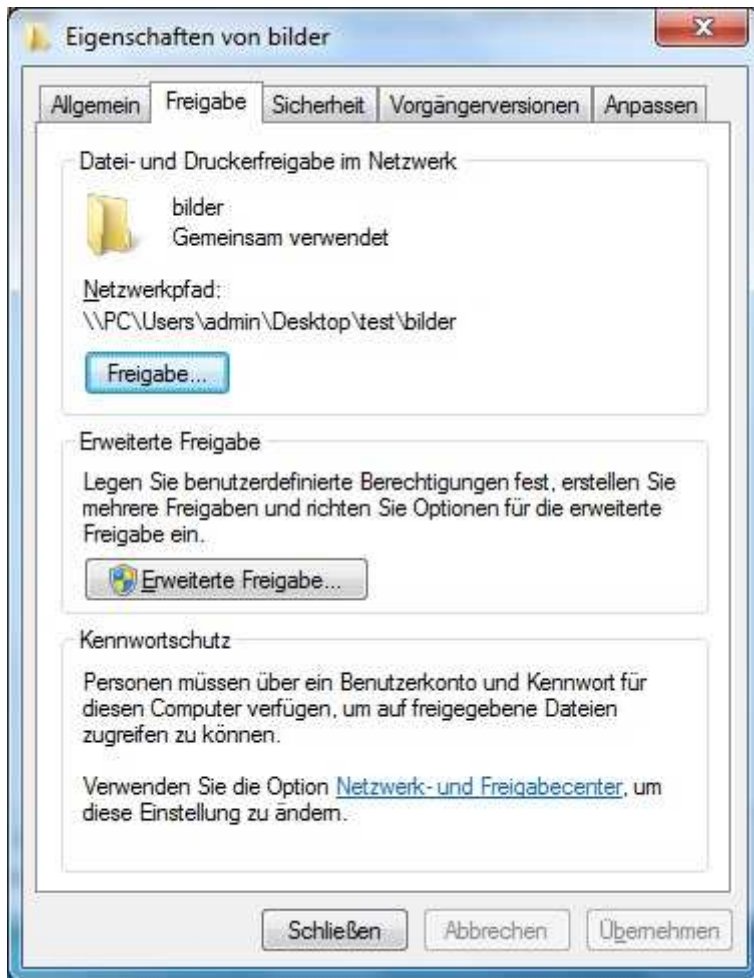 Eigenschaften von bilder
Allgemein Freigabe Sicherheit Vorgängerversionen Anpassen
Datei- und Druckerfreigabe im Netzwerk
bilder
Gemeinsam verwendet
Netzwerkpfad:
\\PC\Users\admin\Desktop\test\bilder
Freigabe...
Erweiterte Freigabe
Legen Sie benutzerdefinierte Berechtigungen fest, erstellen Sie
mehrere Freigaben und richten Sie Optionen für die erweiterte
Freigabe ein.
Erweiterte Freigabe...
Kennwortschutz
Personen müssen über ein Benutzerkonto und Kennwort für
diesen Computer verfügen, um auf freigegebene Dateien
zugreifen zu können.
Verwenden Sie die Option Netzwerk- und Freigabecenter, um
diese Einstellung zu ändern.
Schließen Abbrechen Übernehmen